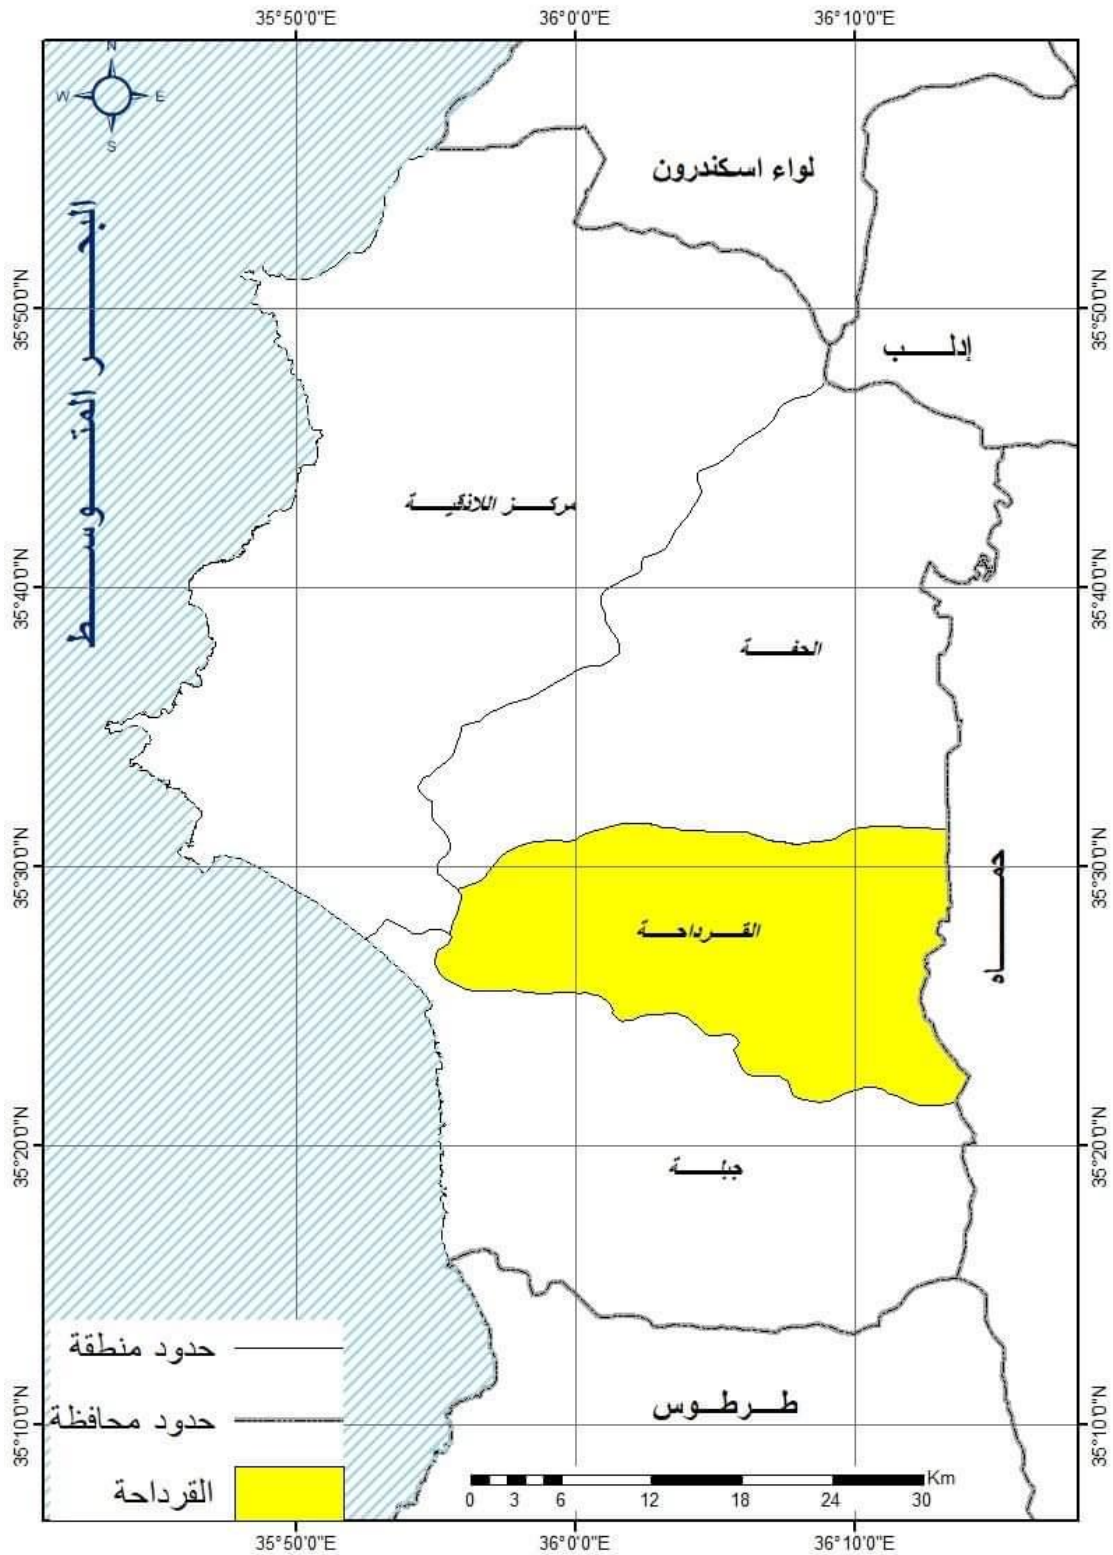 35°50'0"E 36°0'0"E 36°10'0"E
N
W E
S
لواء اسكندرون
البحر المتوسط
35°50'0"N 35°50'0"N
إدلب
مركز اللاذقية
35°40'0"N 35°40'0"N
الحفة
35°30'0"N 35°30'0"N
حماه
القرداحة
35°20'0"N 35°20'0"N
جبلة
حدود منطقة
حدود محافظة
القرداحة
طرطوس
35°10'0"N 35°10'0"N
Km
0 3 6 12 18 24 30
35°50'0"E 36°0'0"E 36°10'0"E